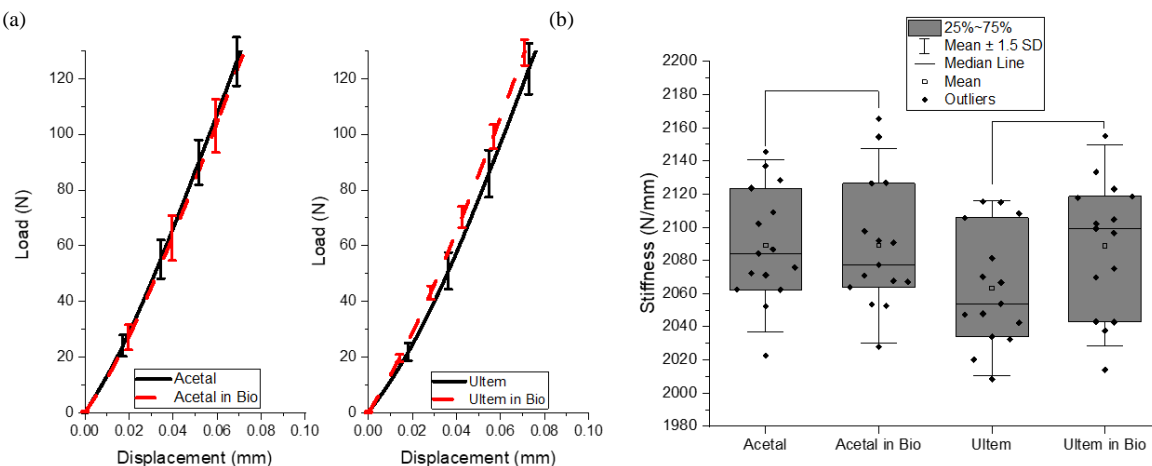 (a)
(b)
Load (N)
120
100
80
60
40
20
0
0.00 0.02 0.04 0.06 0.08 0.10
Displacement (mm)
Acetal
Acetal in Bio
Load (N)
120
100
80
60
40
20
0
0.00 0.02 0.04 0.06 0.08 0.10
Displacement (mm)
Ultem
Ultem in Bio
25%~75%
Mean ± 1.5 SD
Median Line
Mean
Outliers
Stiffness (N/mm)
2200
2180
2160
2140
2120
2100
2080
2060
2040
2020
2000
1980
Acetal Acetal in Bio Ultem Ultem in Bio